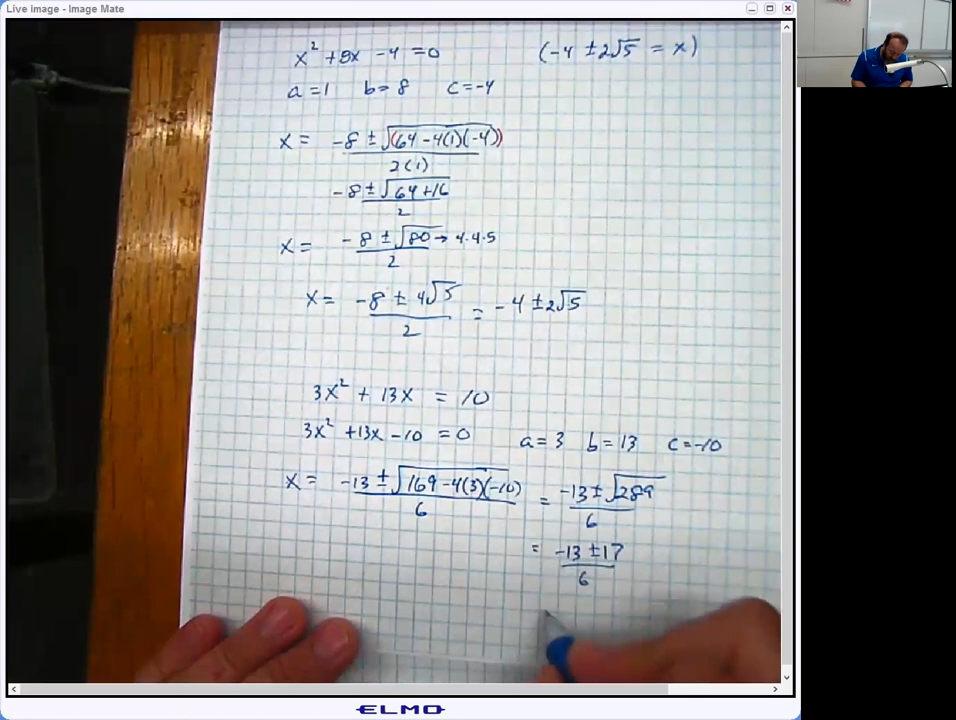 Live image - Image Mate
x² + 8x - 4 = 0 (-4 ± 2√5 = x)
a = 1 b = 8 c = -4
x = (-8 ± √(64 - 4(1)(-4))) / 2(1)
(-8 ± √(64 + 16)) / 2
x = (-8 ± √80) / 2 → 4·4·5
x = (-8 ± 4√5) / 2 = -4 ± 2√5
3x² + 13x = 10
3x² + 13x - 10 = 0 a = 3 b = 13 c = -10
x = (-13 ± √(169 - 4(3)(-10))) / 6 = (-13 ± √289) / 6
= (-13 ± 17) / 6
ELMO